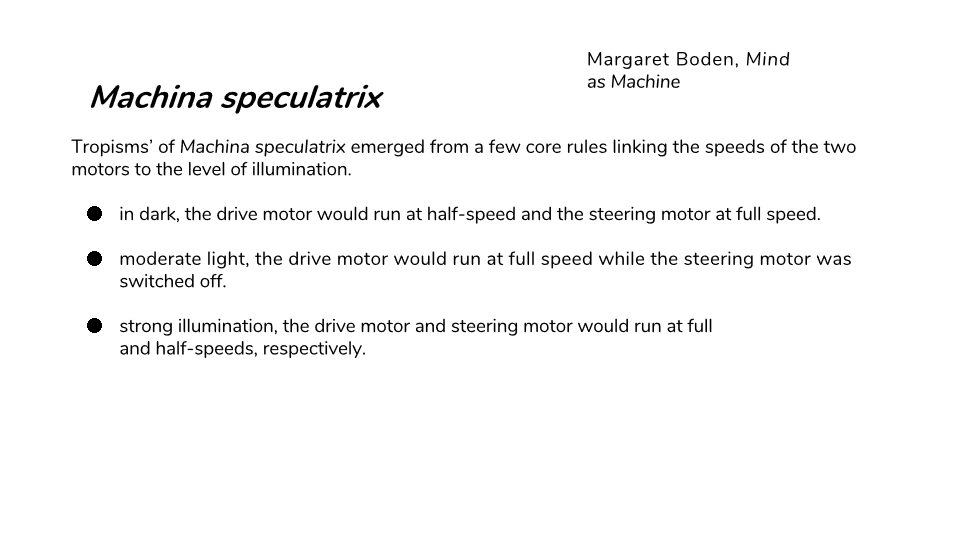 Margaret Boden, Mind
as Machine
Machina speculatrix
Tropisms’ of Machina speculatrix emerged from a few core rules linking the speeds of the two
motors to the level of illumination.
● in dark, the drive motor would run at half-speed and the steering motor at full speed.
● moderate light, the drive motor would run at full speed while the steering motor was
switched off.
● strong illumination, the drive motor and steering motor would run at full
and half-speeds, respectively.